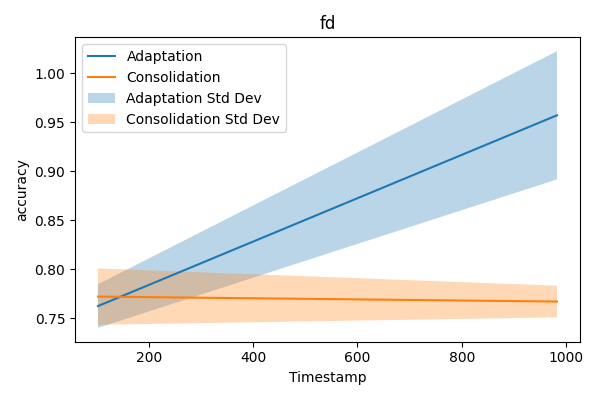 fd
Adaptation
Consolidation
Adaptation Std Dev
Consolidation Std Dev
accuracy
1.00
0.95
0.90
0.85
0.80
0.75
200 400 600 800 1000
Timestamp